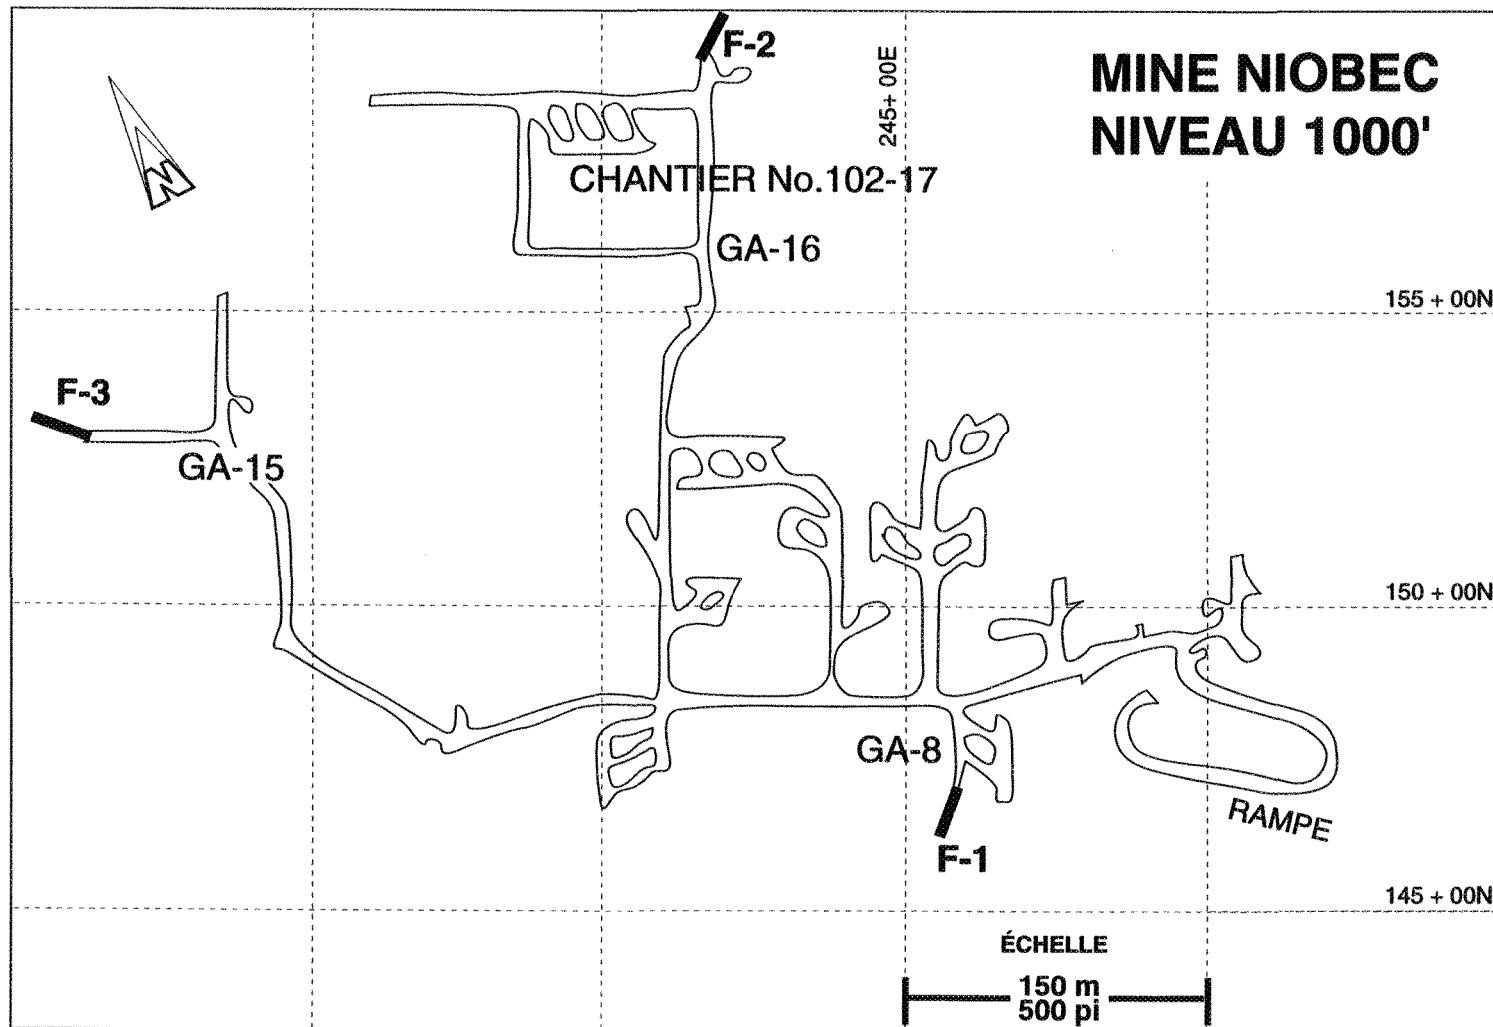 F-2
245+ 00E
MINE NIOBEC
NIVEAU 1000'
N
CHANTIER No.102-17
GA-16
155 + 00N
F-3
GA-15
150 + 00N
GA-8
RAMPE
F-1
145 + 00N
ÉCHELLE
150 m
500 pi